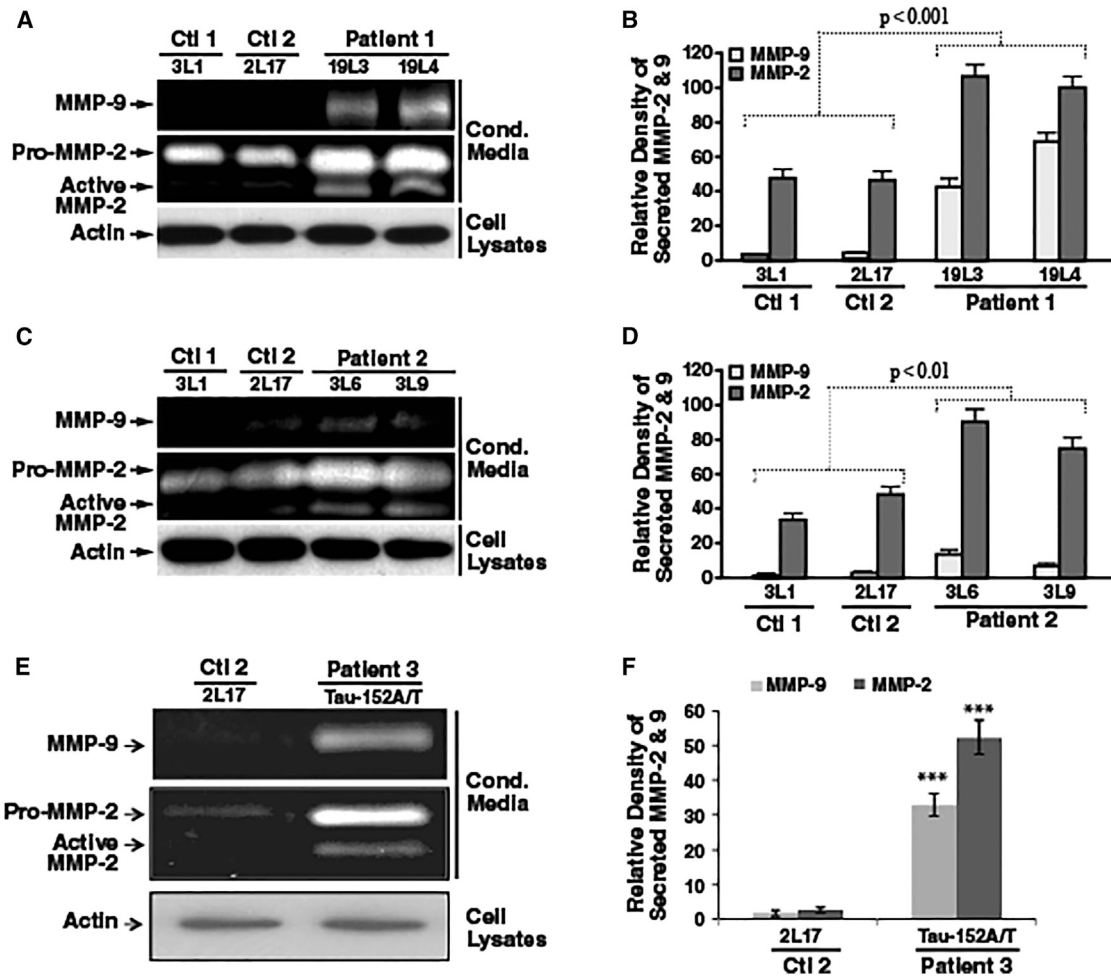 A
Ctl 1 Ctl 2 Patient 1
3L1 2L17 19L3 19L4
MMP-9
Pro-MMP-2
Active
MMP-2
Actin
Cond.
Media
Cell
Lysates
B
p<0.001
MMP-9
MMP-2
Relative Density of
Secreted MMP-2 & 9
120
100
80
60
40
20
0
3L1 2L17 19L3 19L4
Ctl 1 Ctl 2 Patient 1
C
Ctl 1 Ctl 2 Patient 2
3L1 2L17 3L6 3L9
MMP-9
Pro-MMP-2
Active
MMP-2
Actin
Cond.
Media
Cell
Lysates
D
p<0.01
MMP-9
MMP-2
Relative Density of
Secreted MMP-2 & 9
120
100
80
60
40
20
0
3L1 2L17 3L6 3L9
Ctl 1 Ctl 2 Patient 2
E
Ctl 2 Patient 3
2L17 Tau-152A/T
MMP-9
Pro-MMP-2
Active
MMP-2
Actin
Cond.
Media
Cell
Lysates
F
MMP-9 MMP-2
Relative Density of
Secreted MMP-2 & 9
60
50
40
30
20
10
0
***
***
2L17 Tau-152A/T
Ctl 2 Patient 3